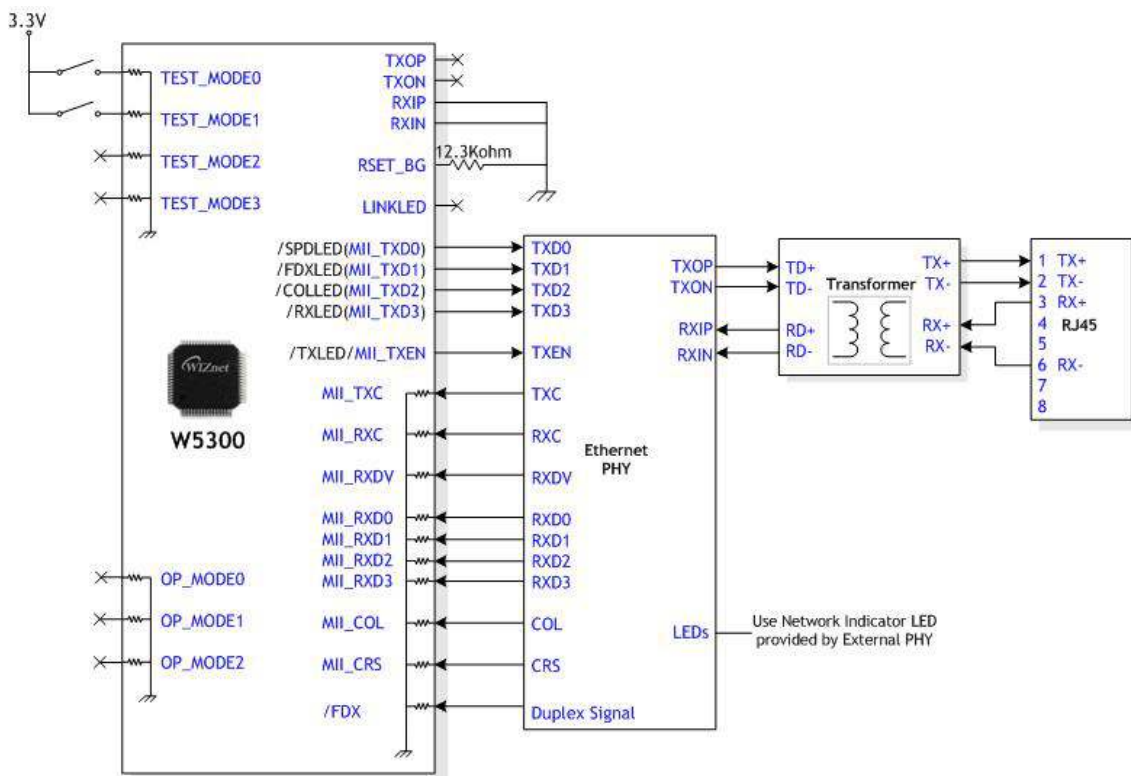 3.3V
TEST_MODE0
TEST_MODE1
TEST_MODE2
TEST_MODE3
WIZnet
W5300
OP_MODE0
OP_MODE1
OP_MODE2
TXOP
TXON
RXIP
RXIN
RSET_BG
12.3Kohm
LINKLED
/SPDLED(MII_TXD0)
/FDXLED(MII_TXD1)
/COLLED(MII_TXD2)
/RXLED(MII_TXD3)
/TXLED/MII_TXEN
MII_TXC
MII_RXC
MII_RXDV
MII_RXD0
MII_RXD1
MII_RXD2
MII_RXD3
MII_COL
MII_CRS
/FDX
TXD0
TXD1
TXD2
TXD3
TXEN
TXC
RXC
RXDV
RXD0
RXD1
RXD2
RXD3
COL
CRS
Duplex Signal
Ethernet
PHY
TXOP
TXON
RXIP
RXIN
LEDs
Use Network Indicator LED
provided by External PHY
TD+
TD-
RD+
RD-
Transformer
TX+
TX-
RX+
RX-
1 TX+
2 TX-
3 RX+
4
5
6 RX-
7
8
RJ45